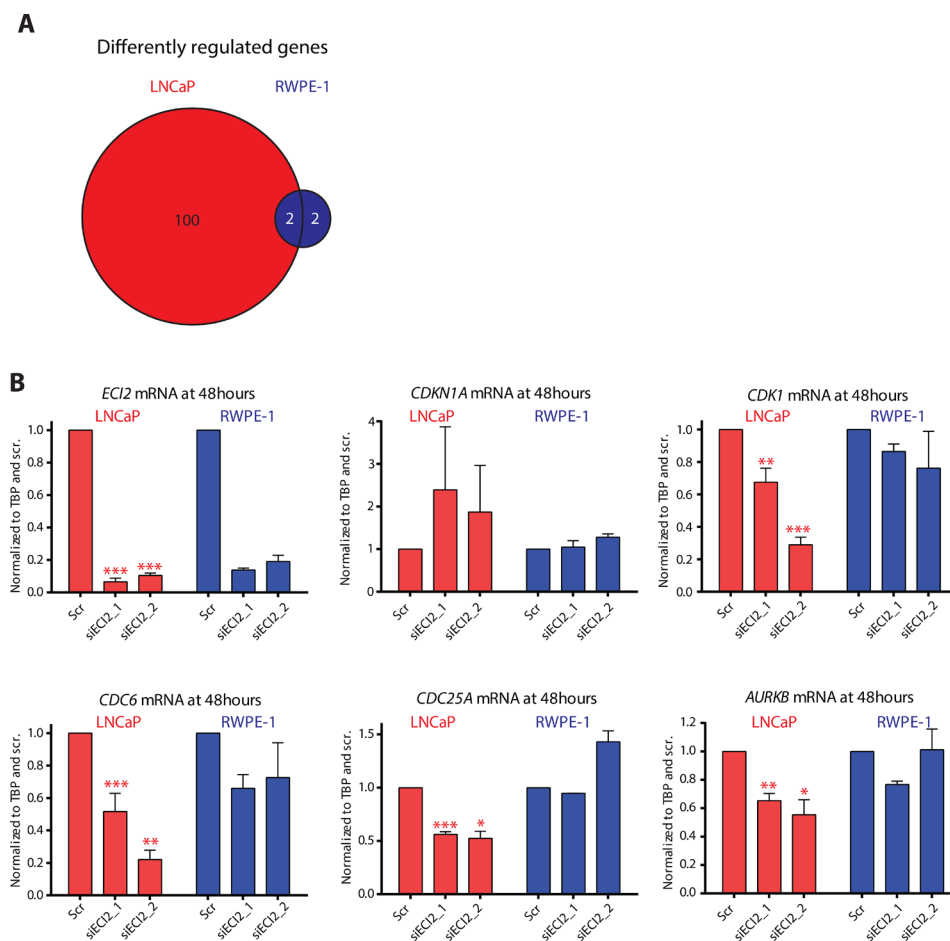 A
Differently regulated genes
LNCaP RWPE-1
100 2 2
B
ECI2 mRNA at 48hours
LNCaP RWPE-1
Normalized to TBP and scr.
1.0
0.8
0.6
0.4
0.2
0.0
*** ***
Scr siECI2_1 siECI2_2 Scr siECI2_1 siECI2_2
CDKN1A mRNA at 48hours
LNCaP RWPE-1
Normalized to TBP and scr.
4
3
2
1
0
Scr siECI2_1 siECI2_2 Scr siECI2_1 siECI2_2
CDK1 mRNA at 48hours
LNCaP RWPE-1
Normalized to TBP and scr.
1.0
0.8
0.6
0.4
0.2
0.0
** ***
Scr siECI2_1 siECI2_2 Scr siECI2_1 siECI2_2
CDC6 mRNA at 48hours
LNCaP RWPE-1
Normalized to TBP and scr.
1.0
0.8
0.6
0.4
0.2
0.0
*** **
Scr siECI2_1 siECI2_2 Scr siECI2_1 siECI2_2
CDC25A mRNA at 48hours
LNCaP RWPE-1
Normalized to TBP and scr.
1.5
1.0
0.5
0.0
*** *
Scr siECI2_1 siECI2_2 Scr siECI2_1 siECI2_2
AURKB mRNA at 48hours
LNCaP RWPE-1
Normalized to TBP and scr.
1.2
1.0
0.8
0.6
0.4
0.2
0.0
** *
Scr siECI2_1 siECI2_2 Scr siECI2_1 siECI2_2